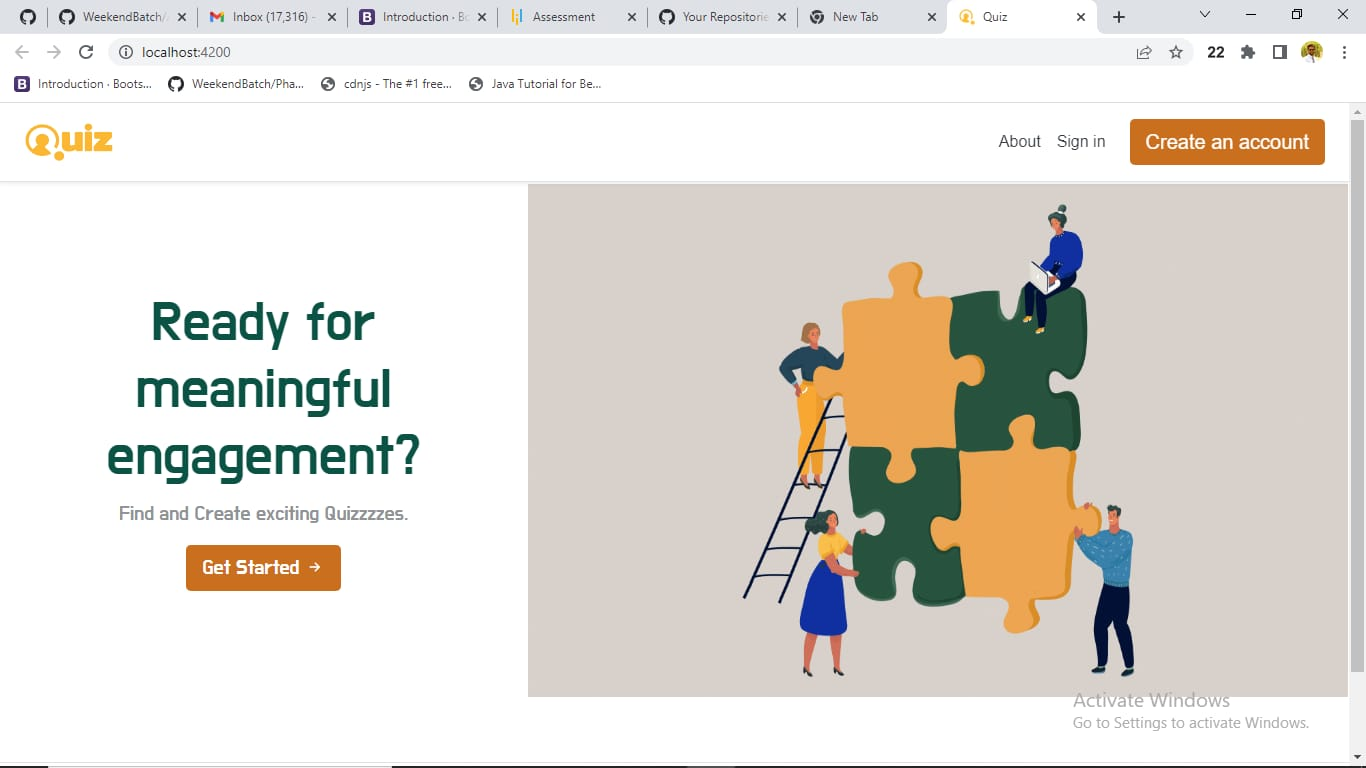 WeekendBatch/
Inbox (17,316) -
Introduction · Bo
Assessment
Your Repositorie
New Tab
Quiz
localhost:4200
22
Introduction · Boots...
WeekendBatch/Pha...
cdnjs - The #1 free...
Java Tutorial for Be...
Quiz
About
Sign in
Create an account
Ready for
meaningful
engagement?
Find and Create exciting Quizzzzes.
Get Started →
Activate Windows
Go to Settings to activate Windows.